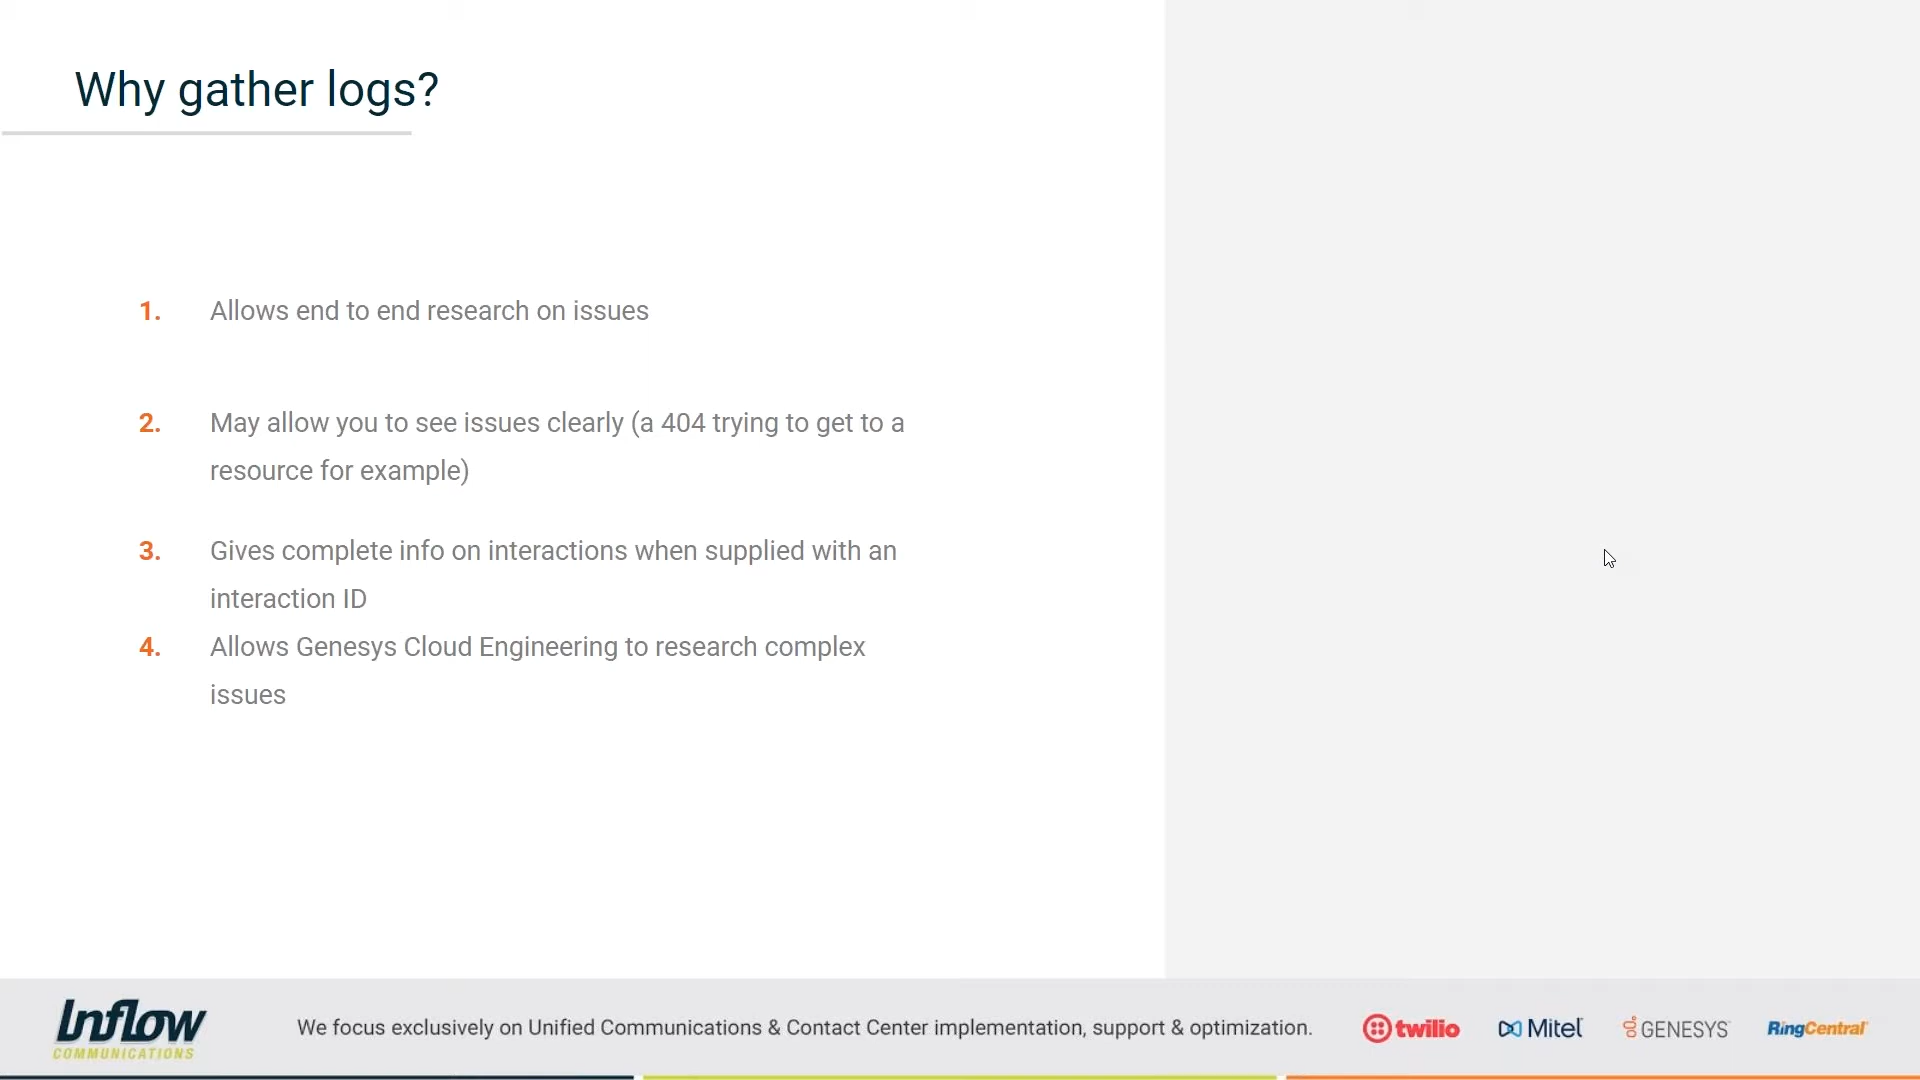 Why gather logs?
1. Allows end to end research on issues
2. May allow you to see issues clearly (a 404 trying to get to a
resource for example)
3. Gives complete info on interactions when supplied with an
interaction ID
4. Allows Genesys Cloud Engineering to research complex
issues
Inflow
COMMUNICATIONS
We focus exclusively on Unified Communications & Contact Center implementation, support & optimization.
twilio
Mitel
GENESYS
RingCentral